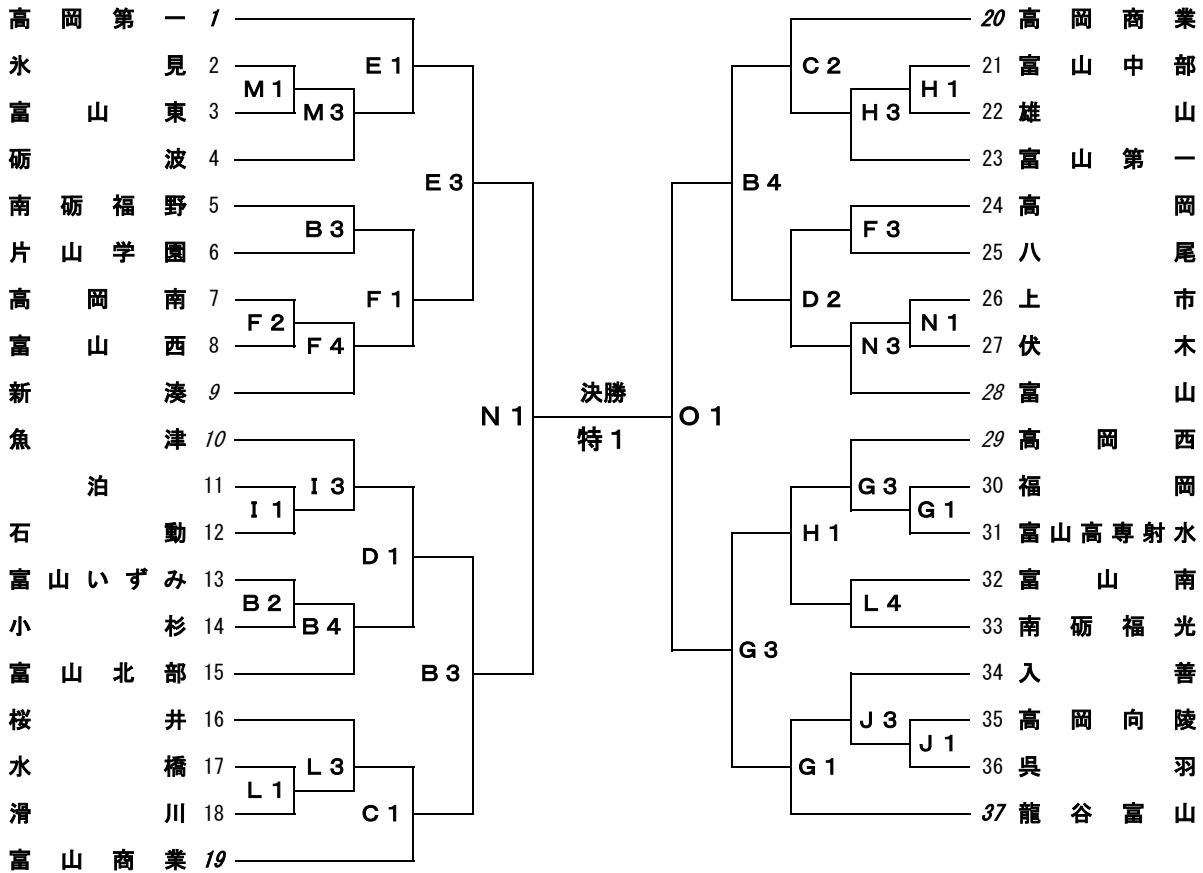 高岡第一 1 20 高岡商業
氷見 2 E1 C2 21 富山中部
M1 H1
富山東 3 M3 H3 22 雄山
砺波 4 23 富山第一
E3 B4
南砺福野 5 24 高岡
B3 F3
片山学園 6 25 八尾
高岡南 7 F1 D2 26 上市
F2 N1
富山西 8 F4 N3 27 伏木
新湊 9 決勝 28 富山
N1 O1
魚津 10 特1 29 高岡西
泊 11 I3 G3 30 福岡
I1 G1
石動 12 H1 31 富山高専射水
D1
富山いずみ 13 32 富山南
B2 L4
小杉 14 B4 33 南砺福光
G3
富山北部 15 B3 34 入善
桜井 16 J3 35 高岡向陵
J1
水橋 17 L3 G1 36 呉羽
L1
滑川 18 C1 37 龍谷富山
富山商業 19